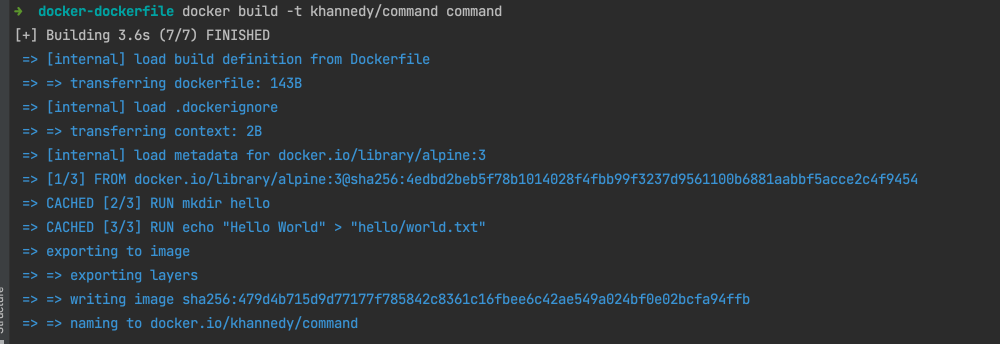 ➜ docker-dockerfile docker build -t khannedy/command command
[+] Building 3.6s (7/7) FINISHED
=> [internal] load build definition from Dockerfile
=> => transferring dockerfile: 143B
=> [internal] load .dockerignore
=> => transferring context: 2B
=> [internal] load metadata for docker.io/library/alpine:3
=> [1/3] FROM docker.io/library/alpine:3@sha256:4edbd2beb5f78b1014028f4fbb99f3237d9561100b6881aabbf5acce2c4f9454
=> CACHED [2/3] RUN mkdir hello
=> CACHED [3/3] RUN echo "Hello World" > "hello/world.txt"
=> exporting to image
=> => exporting layers
=> => writing image sha256:479d4b715d9d77177f785842c8361c16fbee6c42ae549a024bf0e02bcfa94ffb
=> => naming to docker.io/khannedy/command
Structure